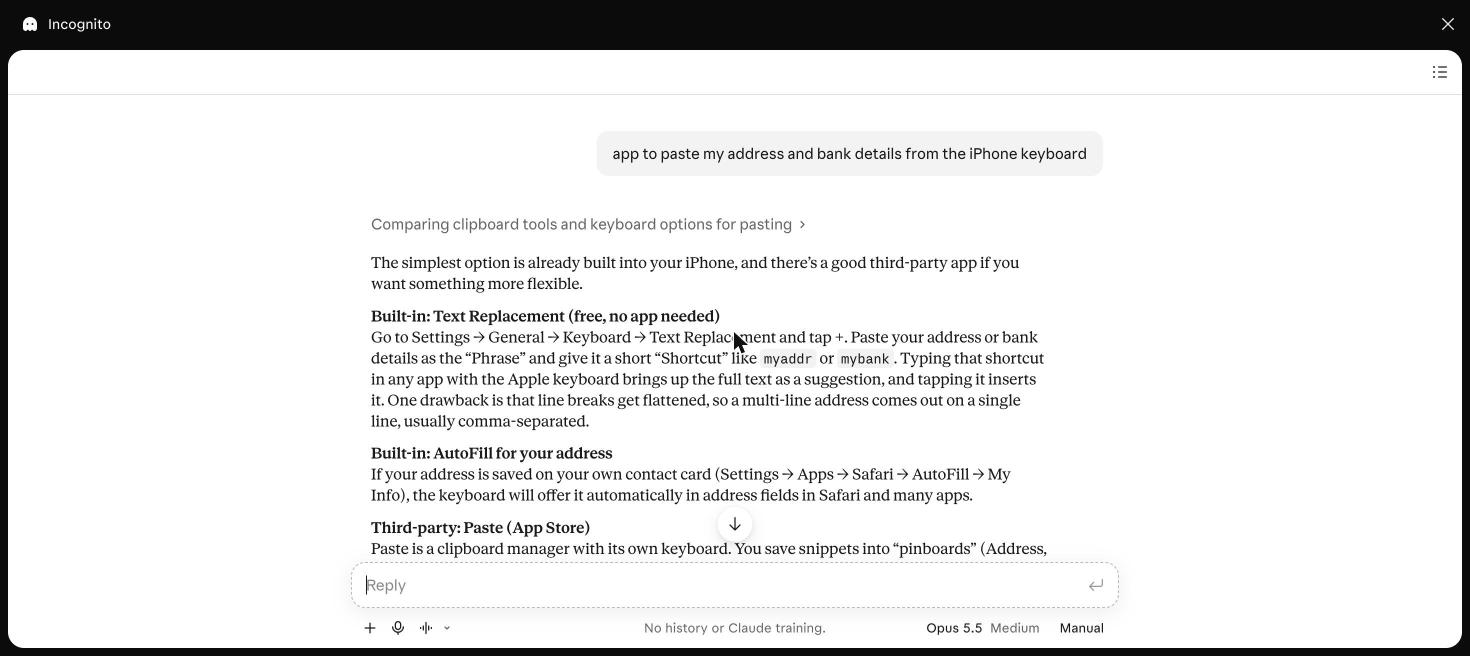 Incognito
app to paste my address and bank details from the iPhone keyboard
Comparing clipboard tools and keyboard options for pasting
The simplest option is already built into your iPhone, and there’s a good third-party app if you
want something more flexible.
Built-in: Text Replacement (free, no app needed)
Go to Settings → General → Keyboard → Text Replacement and tap +. Paste your address or bank
details as the “Phrase” and give it a short “Shortcut” like myaddr or mybank. Typing that shortcut
in any app with the Apple keyboard brings up the full text as a suggestion, and tapping it inserts
it. One drawback is that line breaks get flattened, so a multi-line address comes out on a single
line, usually comma-separated.
Built-in: AutoFill for your address
If your address is saved on your own contact card (Settings → Apps → Safari → AutoFill → My
Info), the keyboard will offer it automatically in address fields in Safari and many apps.
Third-party: Paste (App Store)
Paste is a clipboard manager with its own keyboard. You save snippets into “pinboards” (Address,
Reply
No history or Claude training.
Opus 5.5 Medium
Manual